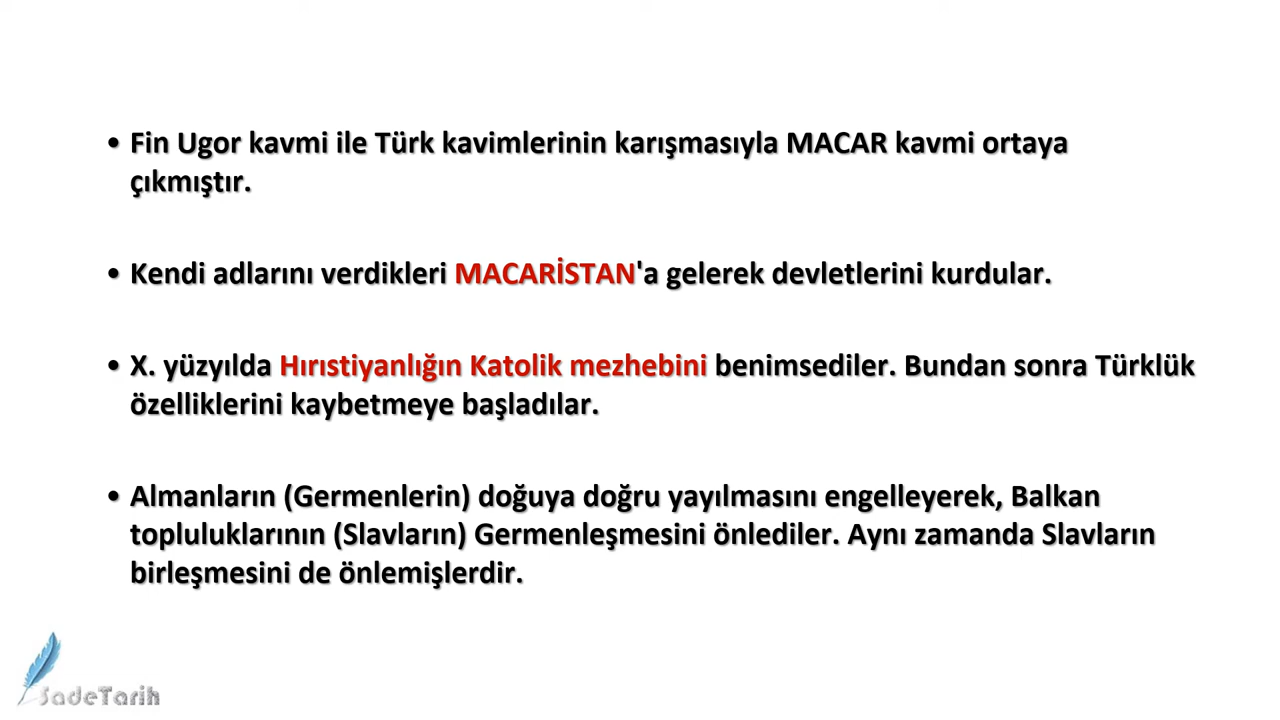 • Fin Ugor kavmi ile Türk kavimlerinin karışmasıyla MACAR kavmi ortaya
çıkmıştır.
• Kendi adlarını verdikleri MACARİSTAN'a gelerek devletlerini kurdular.
• X. yüzyılda Hırıstiyanlığın Katolik mezhebini benimsediler. Bundan sonra Türklük
özelliklerini kaybetmeye başladılar.
• Almanların (Germenlerin) doğuya doğru yayılmasını engelleyerek, Balkan
topluluklarının (Slavların) Germenleşmesini önlediler. Aynı zamanda Slavların
birleşmesini de önlemişlerdir.
SadeTarih